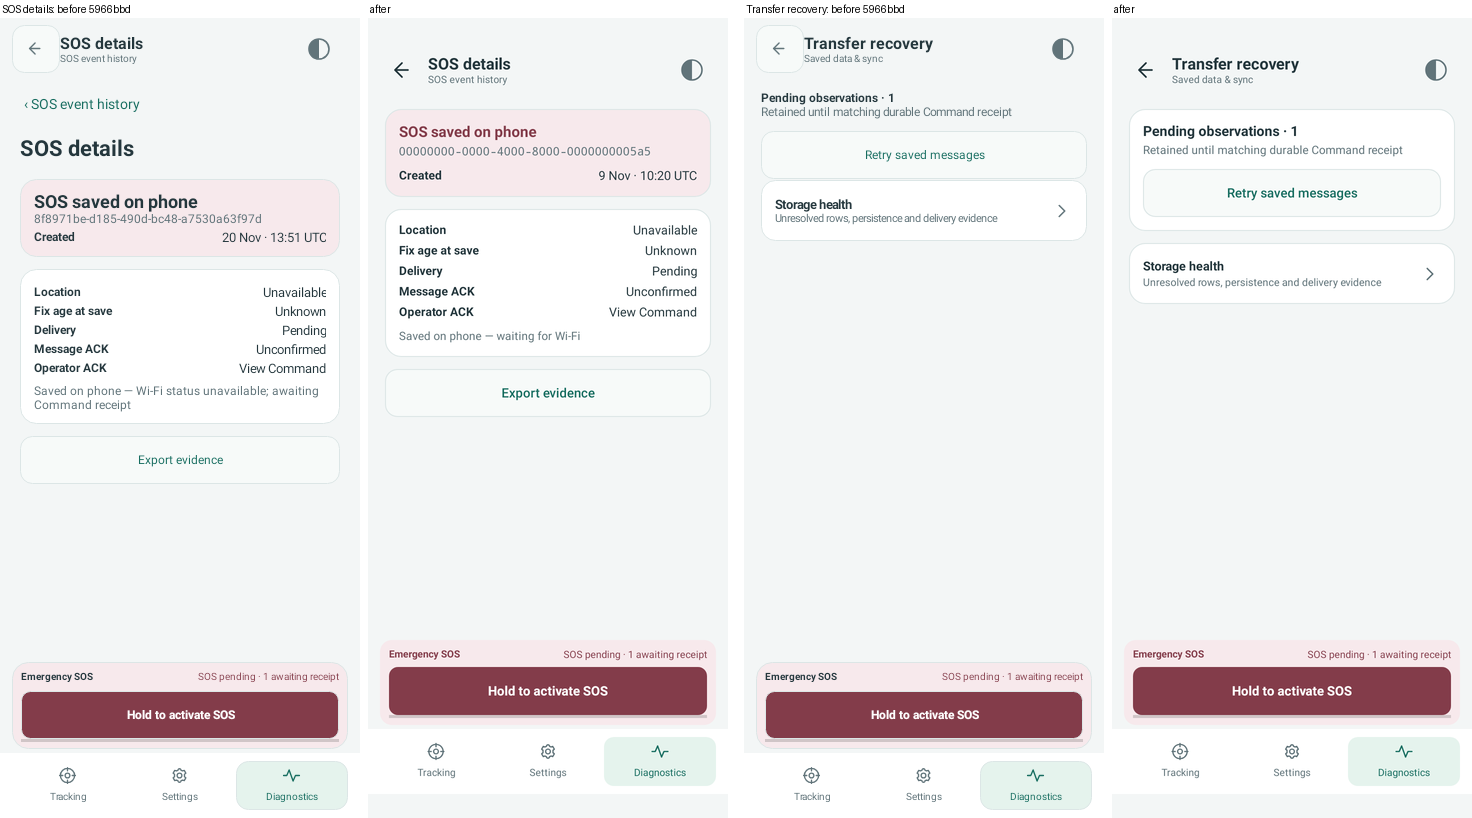 SOS details: before 5966bbd
SOS details
SOS event history
‹ SOS event history
SOS details
SOS saved on phone
8f8971be-d185-490d-bc48-a7530a63f97d
Created 20 Nov · 13:51 UTC
Location Unavailable
Fix age at save Unknown
Delivery Pending
Message ACK Unconfirmed
Operator ACK View Command
Saved on phone — Wi-Fi status unavailable; awaiting
Command receipt
Export evidence
Emergency SOS SOS pending · 1 awaiting receipt
Hold to activate SOS
Tracking Settings Diagnostics
after
SOS details
SOS event history
SOS saved on phone
00000000-0000-4000-8000-0000000005a5
Created 9 Nov · 10:20 UTC
Location Unavailable
Fix age at save Unknown
Delivery Pending
Message ACK Unconfirmed
Operator ACK View Command
Saved on phone — waiting for Wi-Fi
Export evidence
Emergency SOS SOS pending · 1 awaiting receipt
Hold to activate SOS
Tracking Settings Diagnostics
Transfer recovery: before 5966bbd
Transfer recovery
Saved data & sync
Pending observations · 1
Retained until matching durable Command receipt
Retry saved messages
Storage health
Unresolved rows, persistence and delivery evidence
Emergency SOS SOS pending · 1 awaiting receipt
Hold to activate SOS
Tracking Settings Diagnostics
after
Transfer recovery
Saved data & sync
Pending observations · 1
Retained until matching durable Command receipt
Retry saved messages
Storage health
Unresolved rows, persistence and delivery evidence
Emergency SOS SOS pending · 1 awaiting receipt
Hold to activate SOS
Tracking Settings Diagnostics